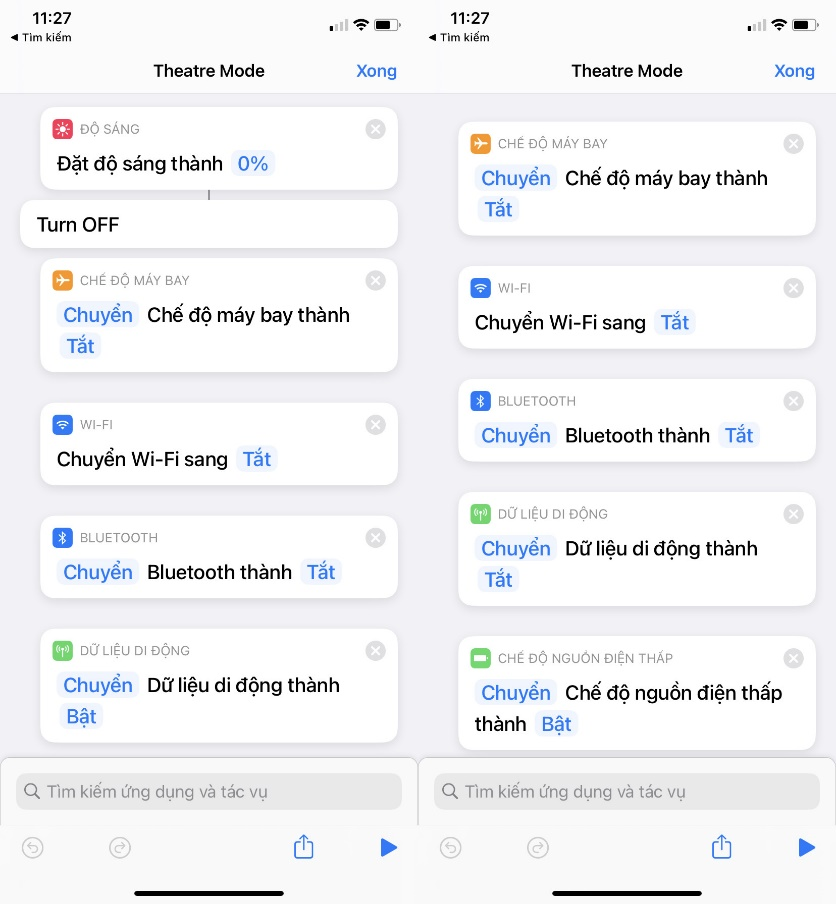 11:27
Tìm kiếm
Theatre Mode
Xong
ĐỘ SÁNG
Đặt độ sáng thành 0%
Turn OFF
CHẾ ĐỘ MÁY BAY
Chuyển Chế độ máy bay thành
Tắt
WI-FI
Chuyển Wi-Fi sang Tắt
BLUETOOTH
Chuyển Bluetooth thành Tắt
DỮ LIỆU DI ĐỘNG
Chuyển Dữ liệu di động thành
Bật
Tìm kiếm ứng dụng và tác vụ
11:27
Tìm kiếm
Theatre Mode
Xong
CHẾ ĐỘ MÁY BAY
Chuyển Chế độ máy bay thành
Tắt
WI-FI
Chuyển Wi-Fi sang Tắt
BLUETOOTH
Chuyển Bluetooth thành Tắt
DỮ LIỆU DI ĐỘNG
Chuyển Dữ liệu di động thành
Tắt
CHẾ ĐỘ NGUỒN ĐIỆN THẤP
Chuyển Chế độ nguồn điện thấp
thành Bật
Tìm kiếm ứng dụng và tác vụ